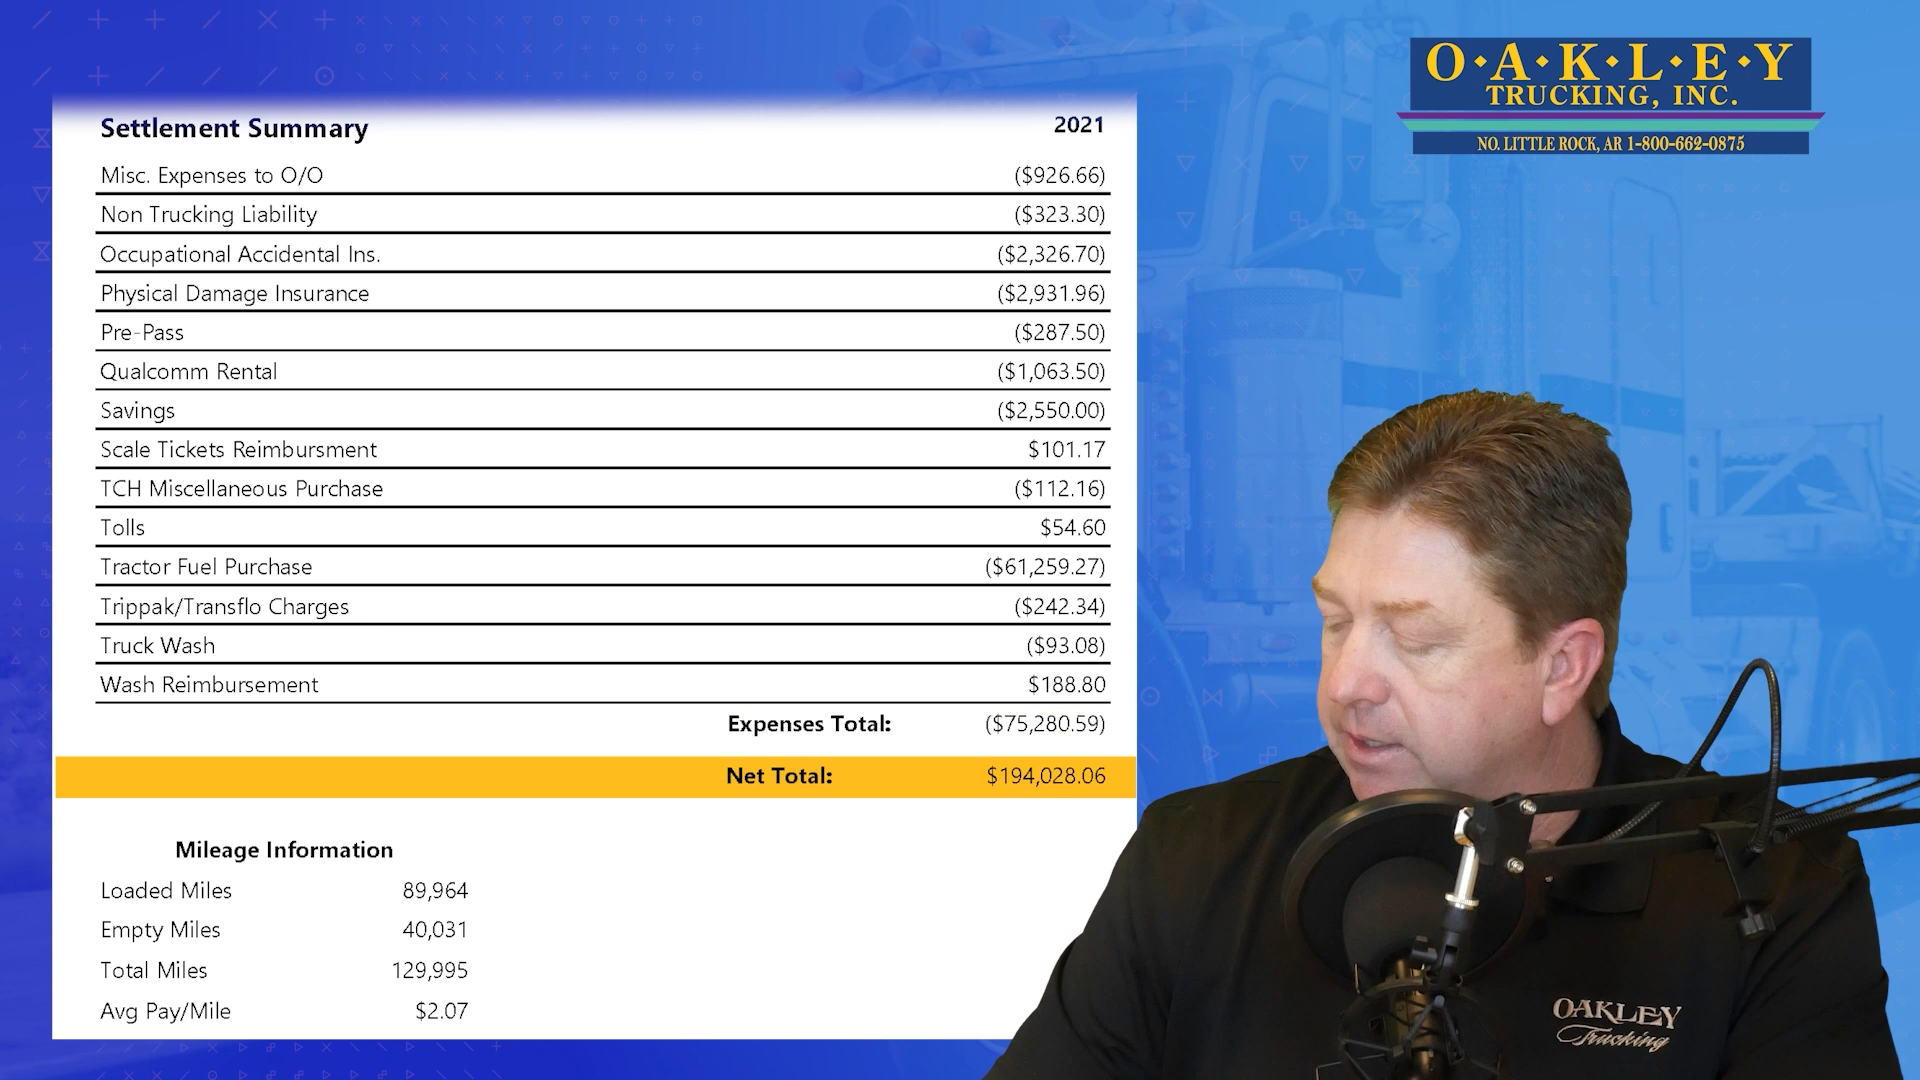 O·A·K·L·E·Y
TRUCKING, INC.
NO. LITTLE ROCK, AR 1-800-662-0875
Settlement Summary 2021
Misc. Expenses to O/O ($926.66)
Non Trucking Liability ($323.30)
Occupational Accidental Ins. ($2,326.70)
Physical Damage Insurance ($2,931.96)
Pre-Pass ($287.50)
Qualcomm Rental ($1,063.50)
Savings ($2,550.00)
Scale Tickets Reimbursment $101.17
TCH Miscellaneous Purchase ($112.16)
Tolls $54.60
Tractor Fuel Purchase ($61,259.27)
Trippak/Transflo Charges ($242.34)
Truck Wash ($93.08)
Wash Reimbursement $188.80
Expenses Total: ($75,280.59)
Net Total: $194,028.06
Mileage Information
Loaded Miles 89,964
Empty Miles 40,031
Total Miles 129,995
Avg Pay/Mile $2.07
OAKLEY
Trucking